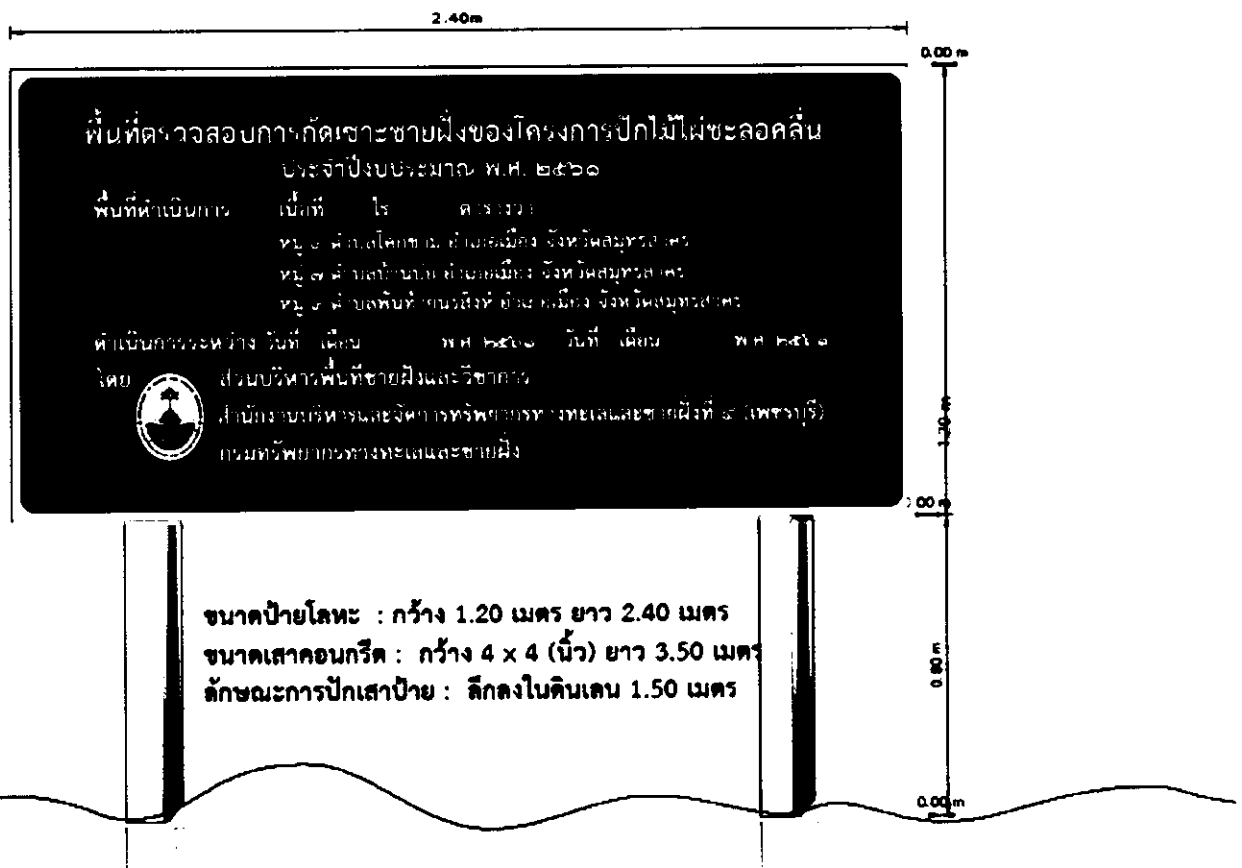 2.40m
0.00 m
พื้นที่ตรวจสอบการกัดเซาะชายฝั่งของโครงการปักไม้ไผ่ชะลอคลื่น
ประจำปีงบประมาณ พ.ศ. ๒๕๖๑
พื้นที่ดำเนินการ เนื้อที่ ไร่ ตารางวา
หมู่ ตำบลโคกขาม อำเภอเมือง จังหวัดสมุทรสาคร
หมู่ ๗ ตำบลบ้านบ่อ อำเภอเมือง จังหวัดสมุทรสาคร
หมู่ ตำบลพันท้ายนรสิงห์ อำเภอเมือง จังหวัดสมุทรสาคร
ดำเนินการระหว่าง วันที่ เดือน พ.ศ. ๒๕๖๑ วันที่ เดือน พ.ศ. ๒๕๖๑
โดย ส่วนบริหารพื้นที่ชายฝั่งและวิชาการ
สำนักงานบริหารและจัดการทรัพยากรทางทะเลและชายฝั่งที่ (เพชรบุรี)
กรมทรัพยากรทางทะเลและชายฝั่ง
1.20 m
0.00 m
ขนาดป้ายโลหะ : กว้าง 1.20 เมตร ยาว 2.40 เมตร
ขนาดเสาคอนกรีต : กว้าง 4 x 4 (นิ้ว) ยาว 3.50 เมตร
ลักษณะการปักเสาป้าย : ลึกลงในดินเลน 1.50 เมตร
0.80 m
0.00 m